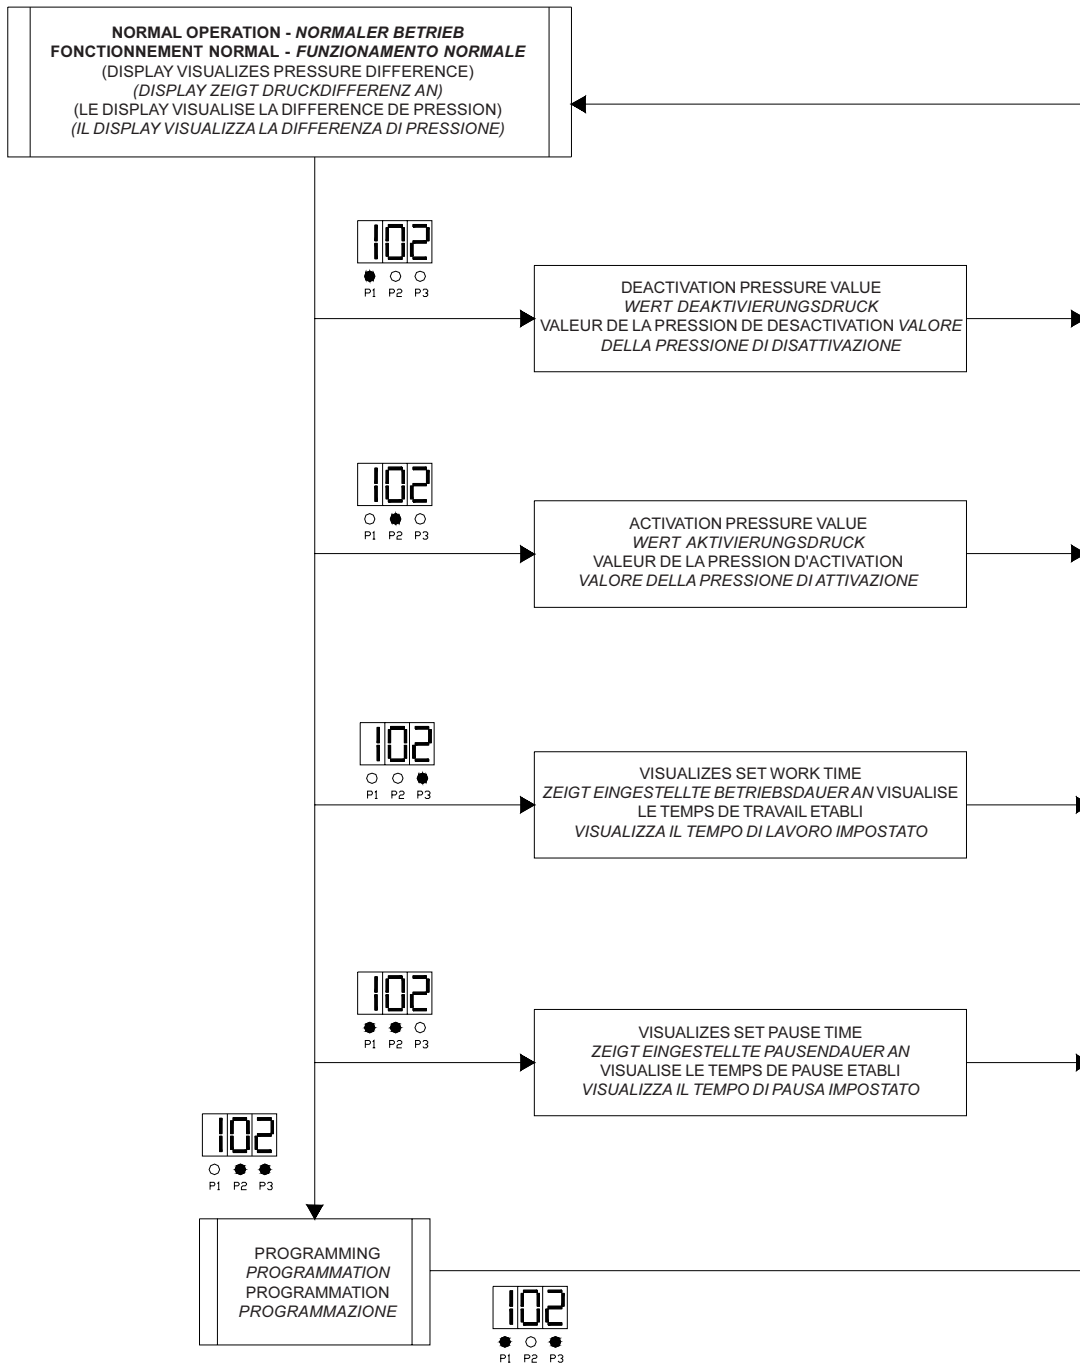 NORMAL OPERATION - NORMALER BETRIEB
FONCTIONNEMENT NORMAL - FUNZIONAMENTO NORMALE
(DISPLAY VISUALIZES PRESSURE DIFFERENCE)
(DISPLAY ZEIGT DRUCKDIFFERENZ AN)
(LE DISPLAY VISUALISE LA DIFFERENCE DE PRESSION)
(IL DISPLAY VISUALIZZA LA DIFFERENZA DI PRESSIONE)
102
P1 P2 P3
DEACTIVATION PRESSURE VALUE
WERT DEAKTIVIERUNGSDRUCK
VALEUR DE LA PRESSION DE DESACTIVATION VALORE
DELLA PRESSIONE DI DISATTIVAZIONE
102
P1 P2 P3
ACTIVATION PRESSURE VALUE
WERT AKTIVIERUNGSDRUCK
VALEUR DE LA PRESSION D'ACTIVATION
VALORE DELLA PRESSIONE DI ATTIVAZIONE
102
P1 P2 P3
VISUALIZES SET WORK TIME
ZEIGT EINGESTELLTE BETRIEBSDAUER AN VISUALISE
LE TEMPS DE TRAVAIL ETABLI
VISUALIZZA IL TEMPO DI LAVORO IMPOSTATO
102
P1 P2 P3
VISUALIZES SET PAUSE TIME
ZEIGT EINGESTELLTE PAUSENDAUER AN
VISUALISE LE TEMPS DE PAUSE ETABLI
VISUALIZZA IL TEMPO DI PAUSA IMPOSTATO
102
P1 P2 P3
PROGRAMMING
PROGRAMMATION
PROGRAMMATION
PROGRAMMAZIONE
102
P1 P2 P3